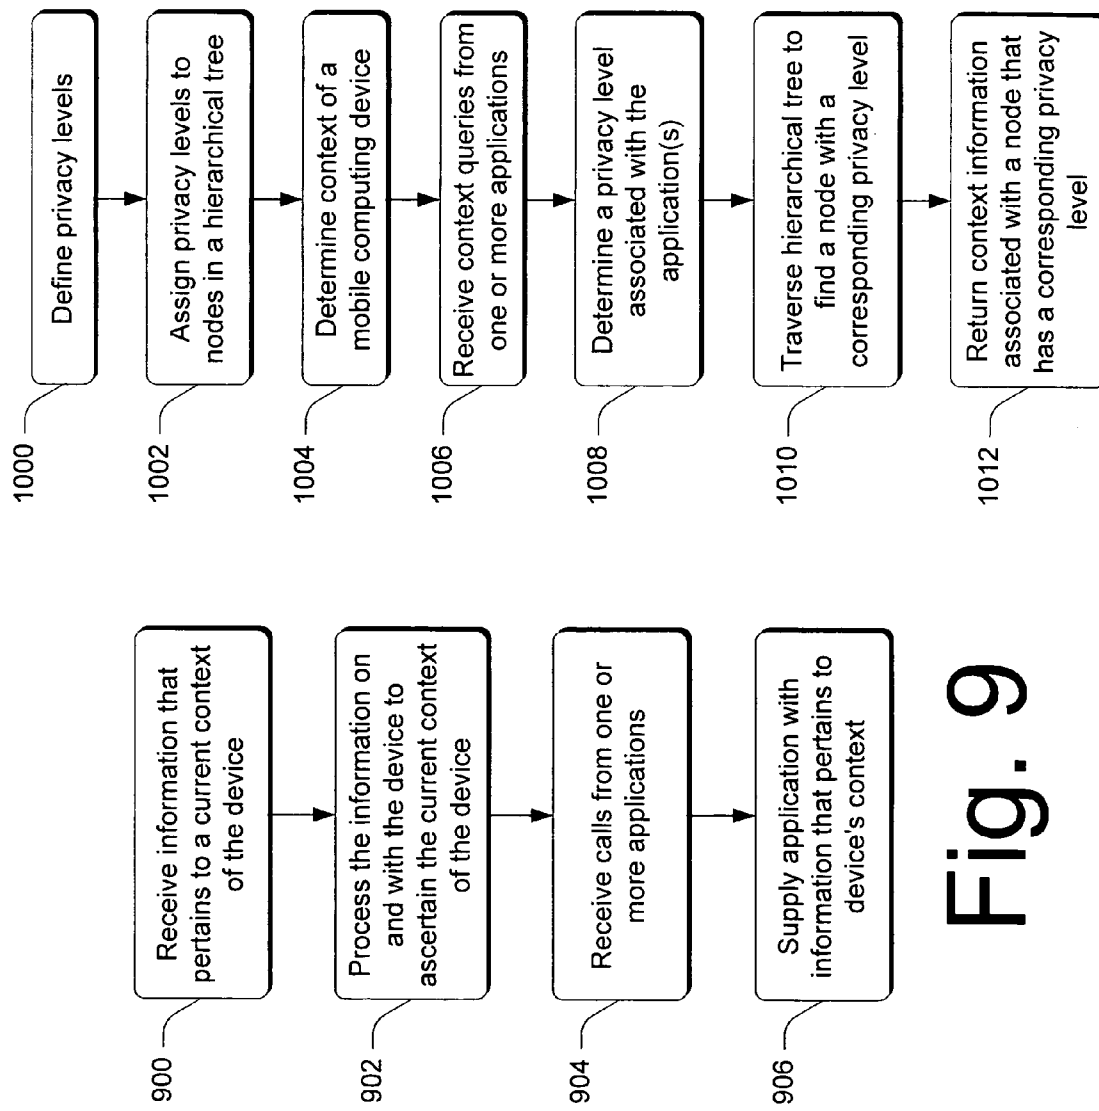 900
Receive information that
pertains to a current context
of the device
902
Process the information on
and with the device to
ascertain the current context
of the device
904
Receive calls from one or
more applications
906
Supply application with
information that pertains to
device's context
Fig. 9
1000
Define privacy levels
1002
Assign privacy levels to
nodes in a hierarchical tree
1004
Determine context of a
mobile computing device
1006
Receive context queries from
one or more applications
1008
Determine a privacy level
associated with the
application(s)
1010
Traverse hierarchical tree to
find a node with a
corresponding privacy level
1012
Return context information
associated with a node that
has a corresponding privacy
level